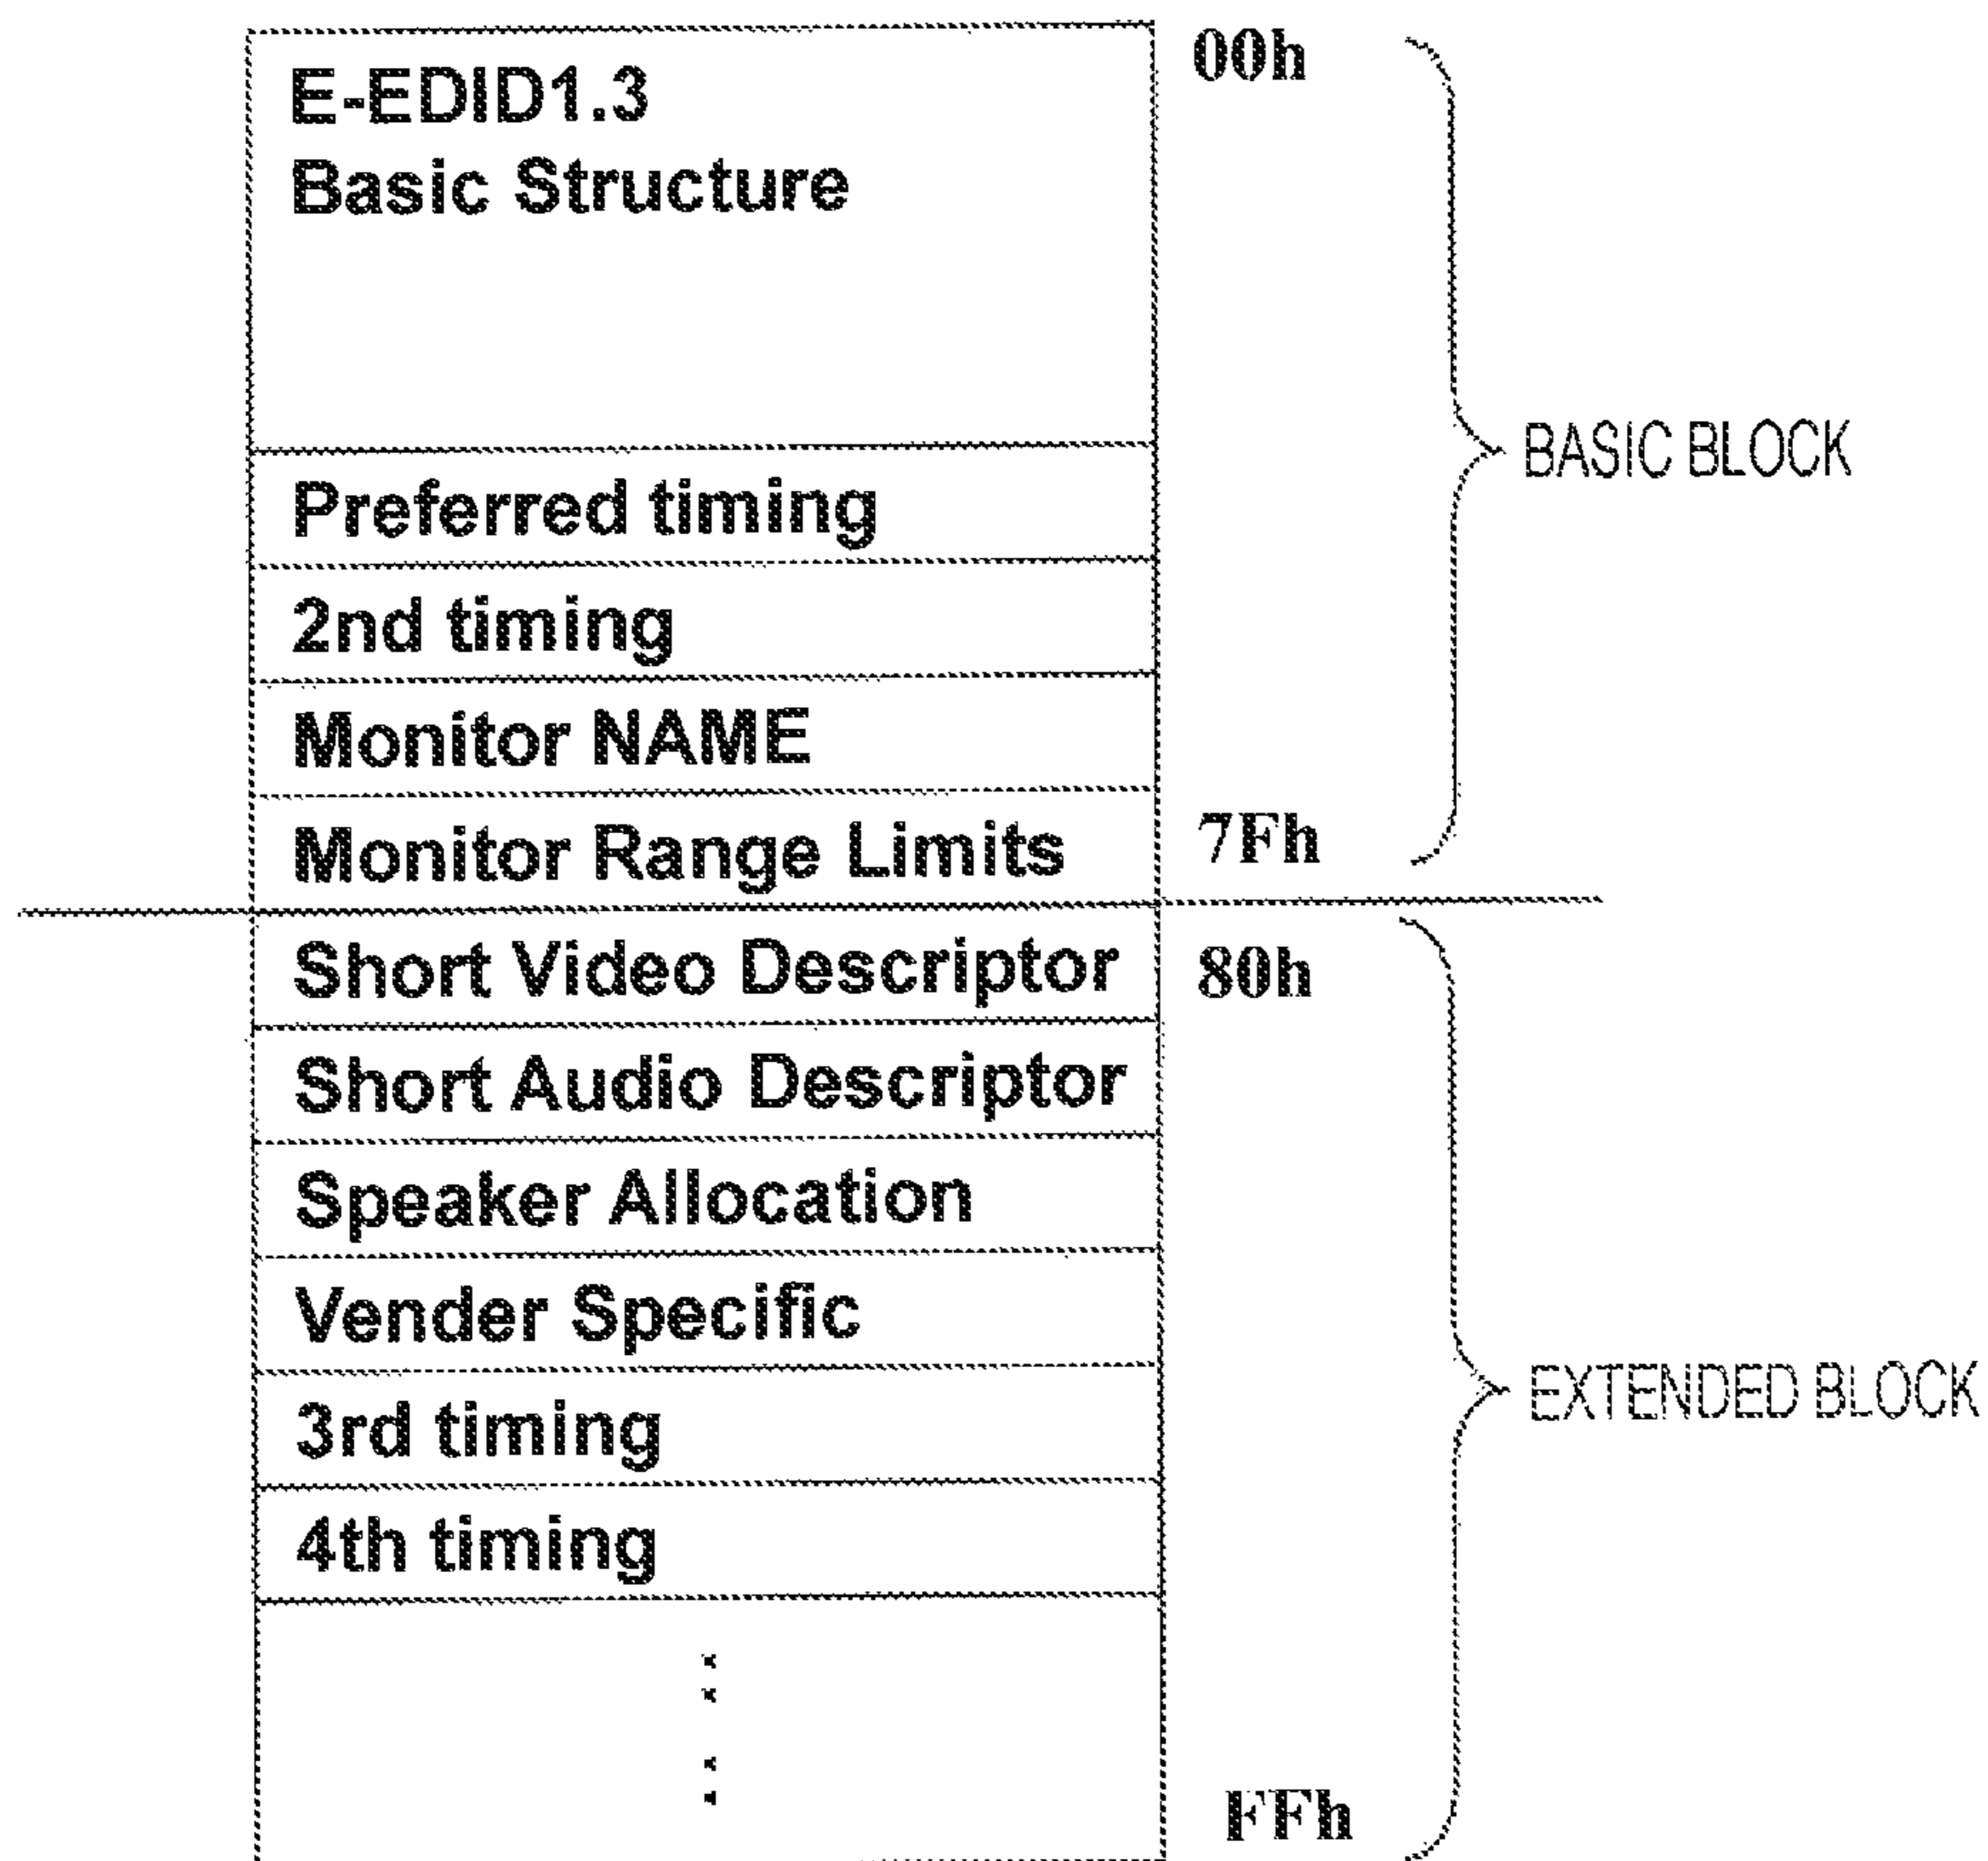 E-EDID1.3
Basic Structure
00h
BASIC BLOCK
Preferred timing
2nd timing
Monitor NAME
Monitor Range Limits
7Fh
Short Video Descriptor
80h
Short Audio Descriptor
Speaker Allocation
Vender Specific
EXTENDED BLOCK
3rd timing
4th timing
FFh